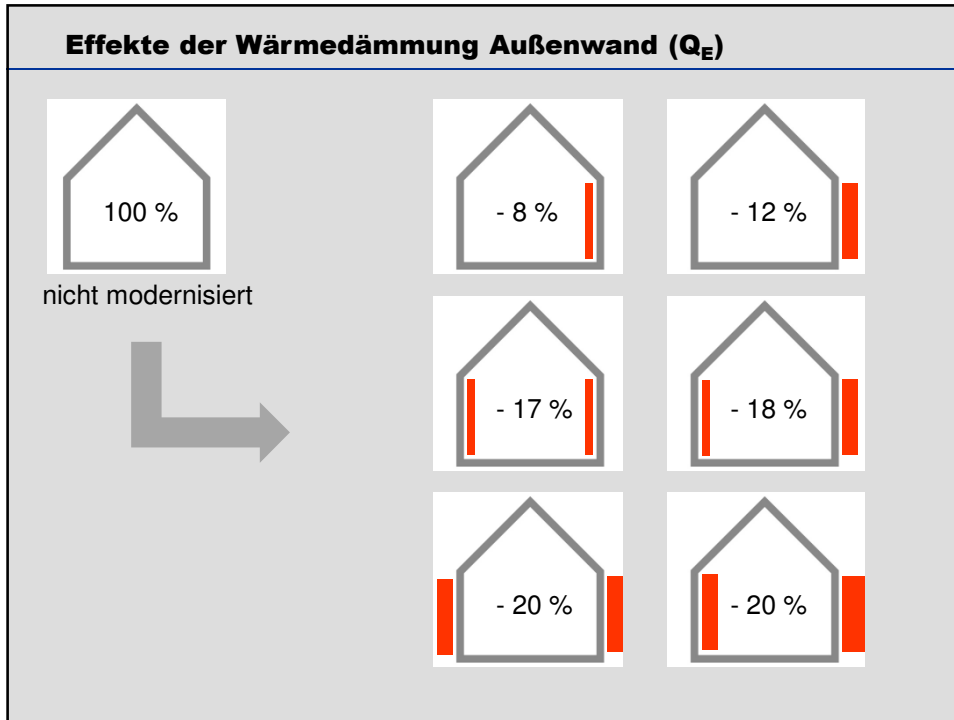 Effekte der Wärmedämmung Außenwand (QE)
100 %
nicht modernisiert
- 8 %
- 12 %
- 17 %
- 18 %
- 20 %
- 20 %